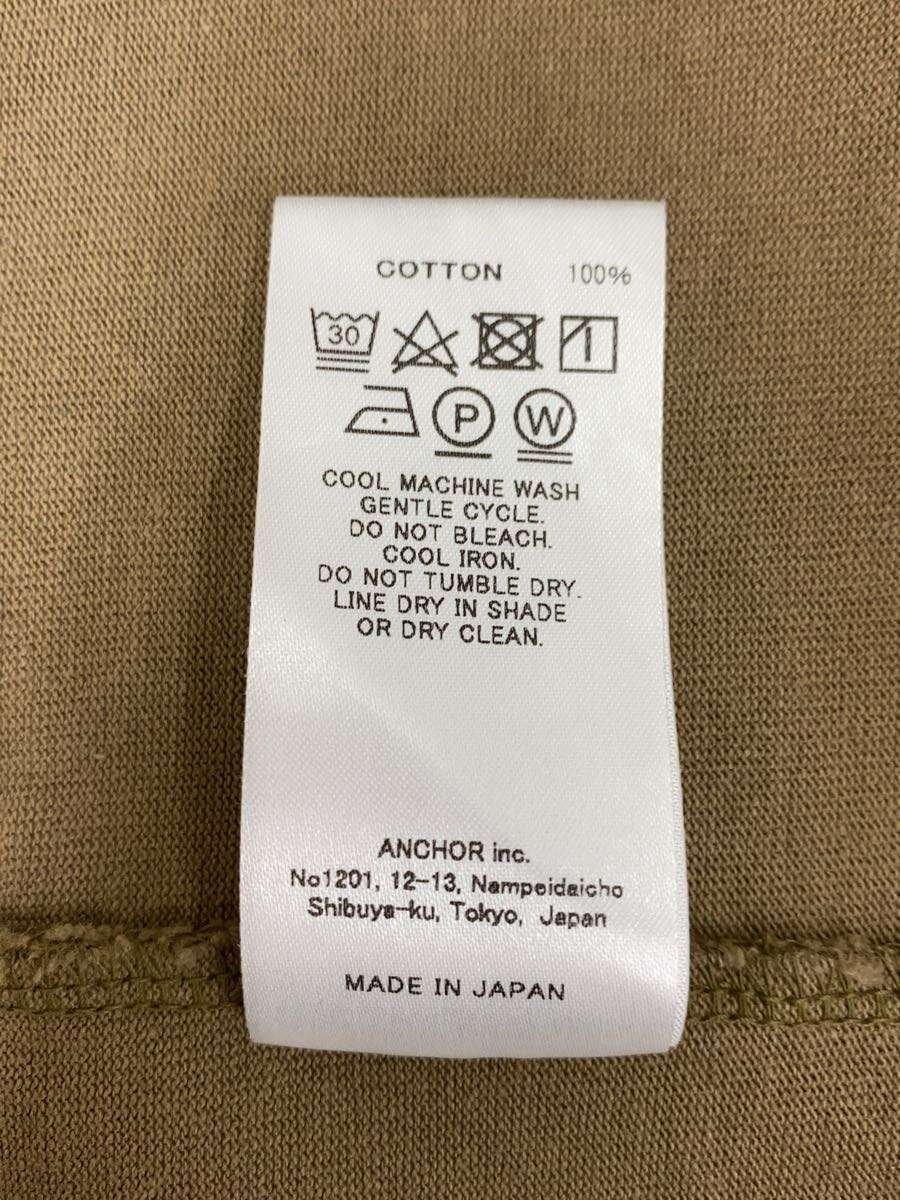 COTTON 100%
30
P W
COOL MACHINE WASH
GENTLE CYCLE.
DO NOT BLEACH.
COOL IRON.
DO NOT TUMBLE DRY.
LINE DRY IN SHADE
OR DRY CLEAN.
ANCHOR inc.
No1201, 12-13, Nampeidaicho
Shibuya-ku, Tokyo, Japan
MADE IN JAPAN